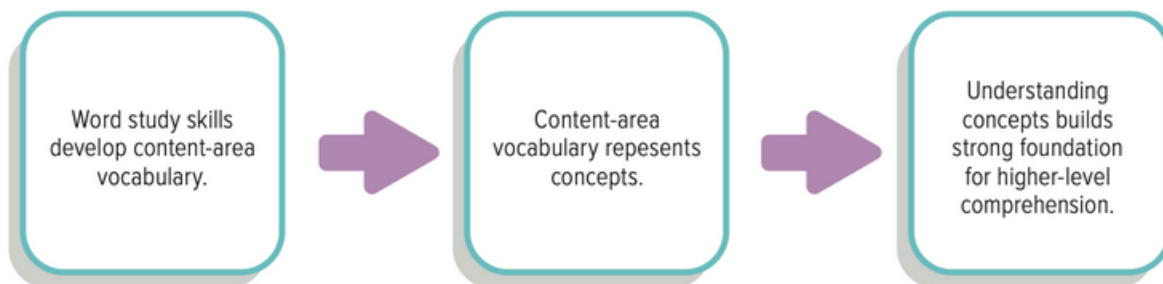 Word study skills
develop content-area
vocabulary.
Content-area
vocabulary repesents
concepts.
Understanding
concepts builds
strong foundation
for higher-level
comprehension.